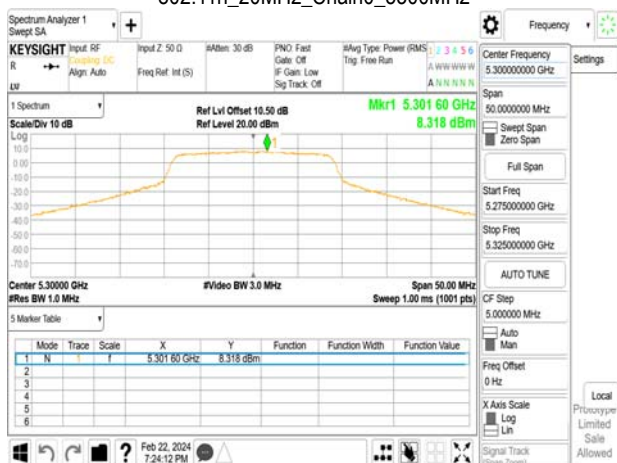 802.11n_20MHz_Chain0_5300MHz
Spectrum Analyzer 1
Swept SA
+
Frequency
KEYSIGHT
Input: RF
Coupling: DC
Align: Auto
Input Z: 50 Ω
Freq Ref: Int (S)
#Atten: 30 dB
PNO: Fast
Gate: Off
IF Gain: Low
Sig Track: Off
#Avg Type: Power (RMS
Trig: Free Run
1 2 3 4 5 6
A W W W W W
A N N N N N
R
LXI
Center Frequency
5.300000000 GHz
Settings
Span
50.0000000 MHz
Swept Span
Zero Span
Full Span
Start Freq
5.275000000 GHz
Stop Freq
5.325000000 GHz
AUTO TUNE
CF Step
5.000000 MHz
Auto
Man
Freq Offset
0 Hz
X Axis Scale
Log
Lin
Signal Track
(Span Zoom)
Local
Prototype
Limited
Sale
Allowed
1 Spectrum
Scale/Div 10 dB
Ref Lvl Offset 10.50 dB
Ref Level 20.00 dBm
Mkr1 5.301 60 GHz
8.318 dBm
Log
10.0
0.00
-10.0
-20.0
-30.0
-40.0
-50.0
-60.0
-70.0
1
Center 5.30000 GHz
#Res BW 1.0 MHz
#Video BW 3.0 MHz
Span 50.00 MHz
Sweep 1.00 ms (1001 pts)
5 Marker Table
Mode Trace Scale X Y Function Function Width Function Value
1 N 1 f 5.301 60 GHz 8.318 dBm
2
3
4
5
6
?
Feb 22, 2024
7:24:12 PM